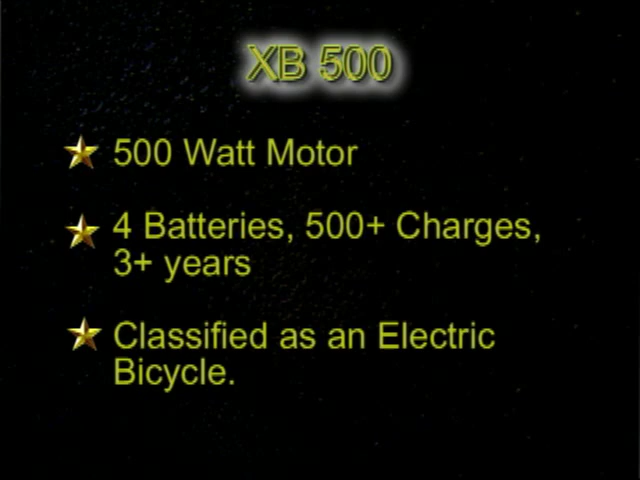 XB 500
500 Watt Motor
4 Batteries, 500+ Charges,
3+ years
Classified as an Electric
Bicycle.